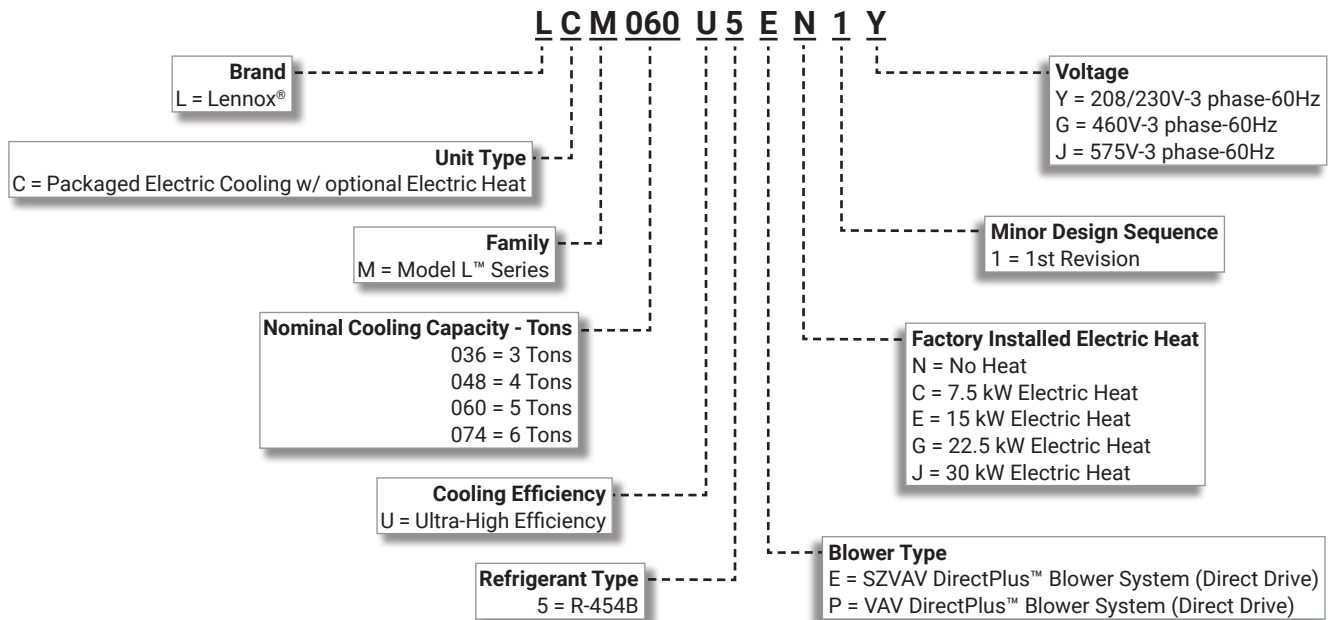 L C M 060 U 5 E N 1 Y
Brand
L = Lennox®
Unit Type
C = Packaged Electric Cooling w/ optional Electric Heat
Family
M = Model L™ Series
Nominal Cooling Capacity - Tons
036 = 3 Tons
048 = 4 Tons
060 = 5 Tons
074 = 6 Tons
Cooling Efficiency
U = Ultra-High Efficiency
Refrigerant Type
5 = R-454B
Voltage
Y = 208/230V-3 phase-60Hz
G = 460V-3 phase-60Hz
J = 575V-3 phase-60Hz
Minor Design Sequence
1 = 1st Revision
Factory Installed Electric Heat
N = No Heat
C = 7.5 kW Electric Heat
E = 15 kW Electric Heat
G = 22.5 kW Electric Heat
J = 30 kW Electric Heat
Blower Type
E = SZVAV DirectPlus™ Blower System (Direct Drive)
P = VAV DirectPlus™ Blower System (Direct Drive)